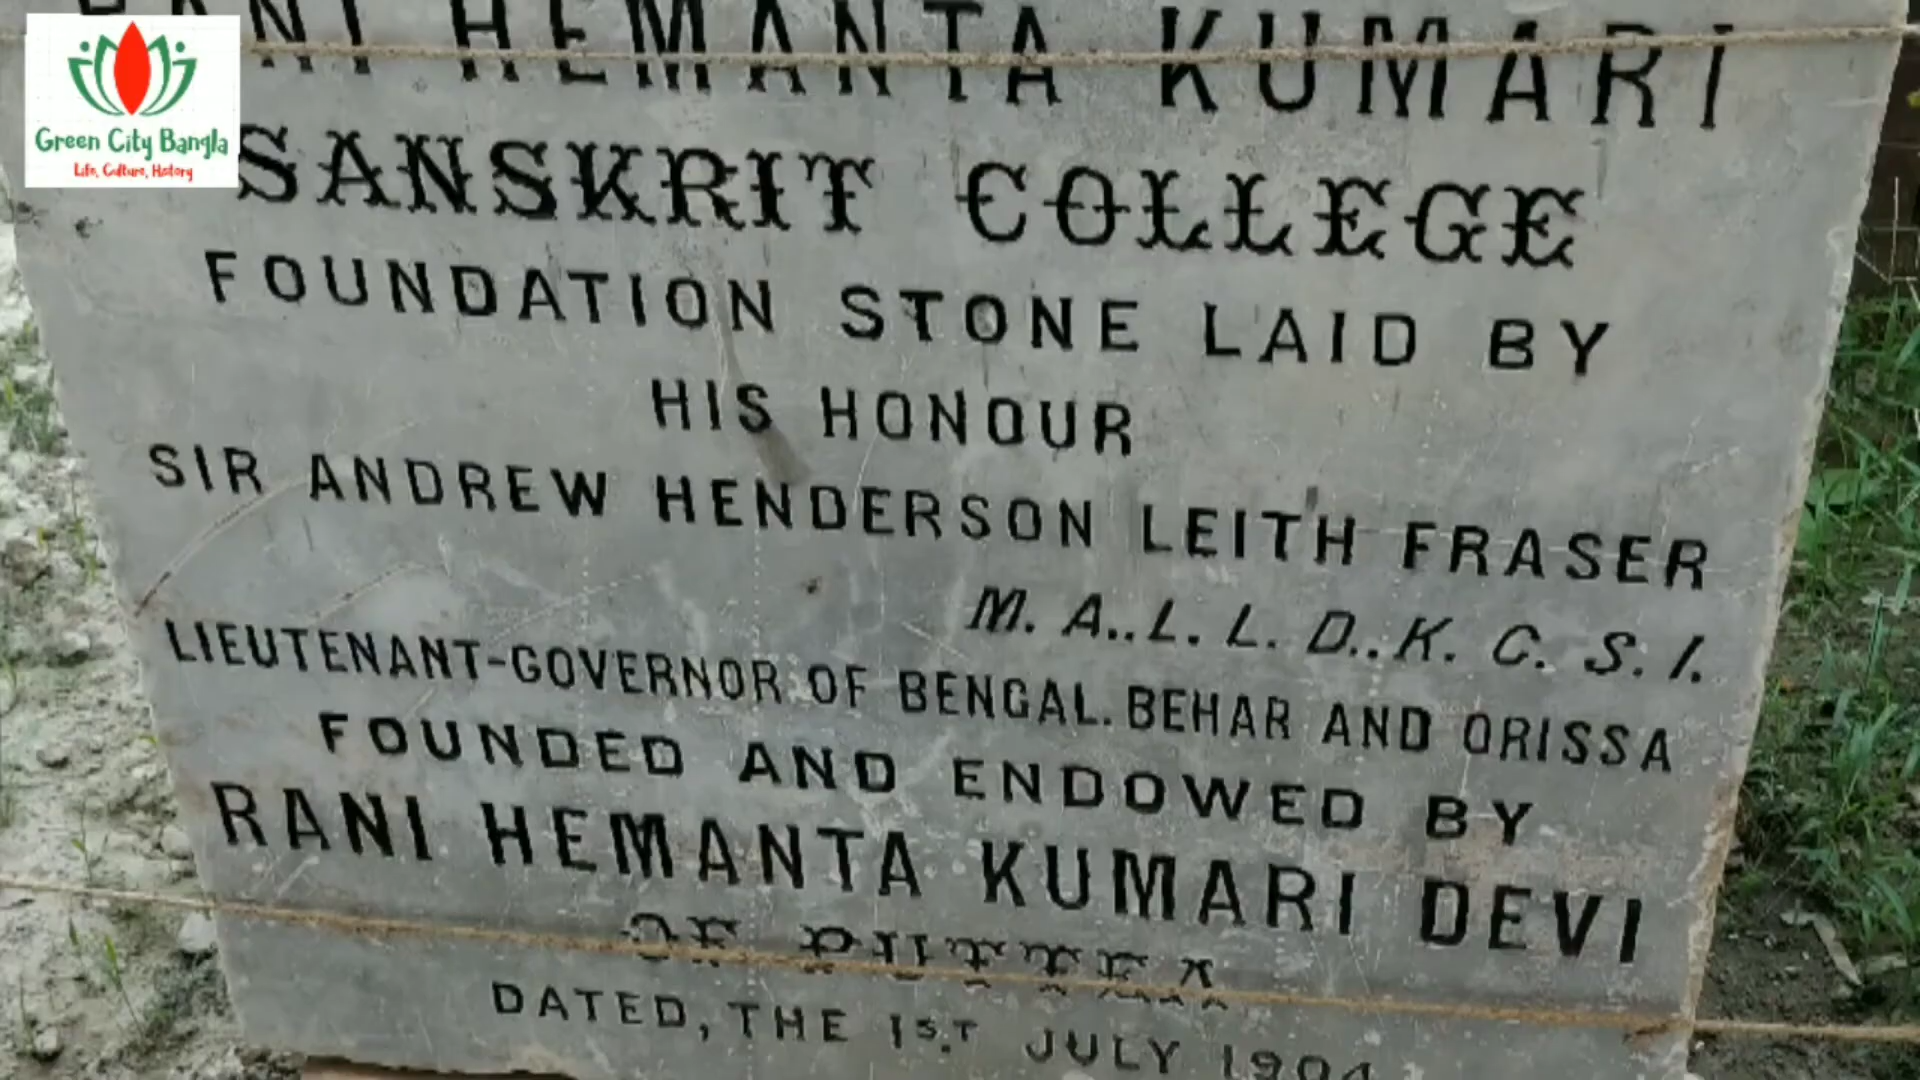 Green City Bangla
Life, Culture, History
RANI HEMANTA KUMARI
SANSKRIT COLLEGE
FOUNDATION STONE LAID BY
HIS HONOUR
SIR ANDREW HENDERSON LEITH FRASER
M. A., L. L. D., K. C. S. I.
LIEUTENANT-GOVERNOR OF BENGAL. BEHAR AND ORISSA
FOUNDED AND ENDOWED BY
RANI HEMANTA KUMARI DEVI
OF
DATED, THE 1S.T JULY 1904